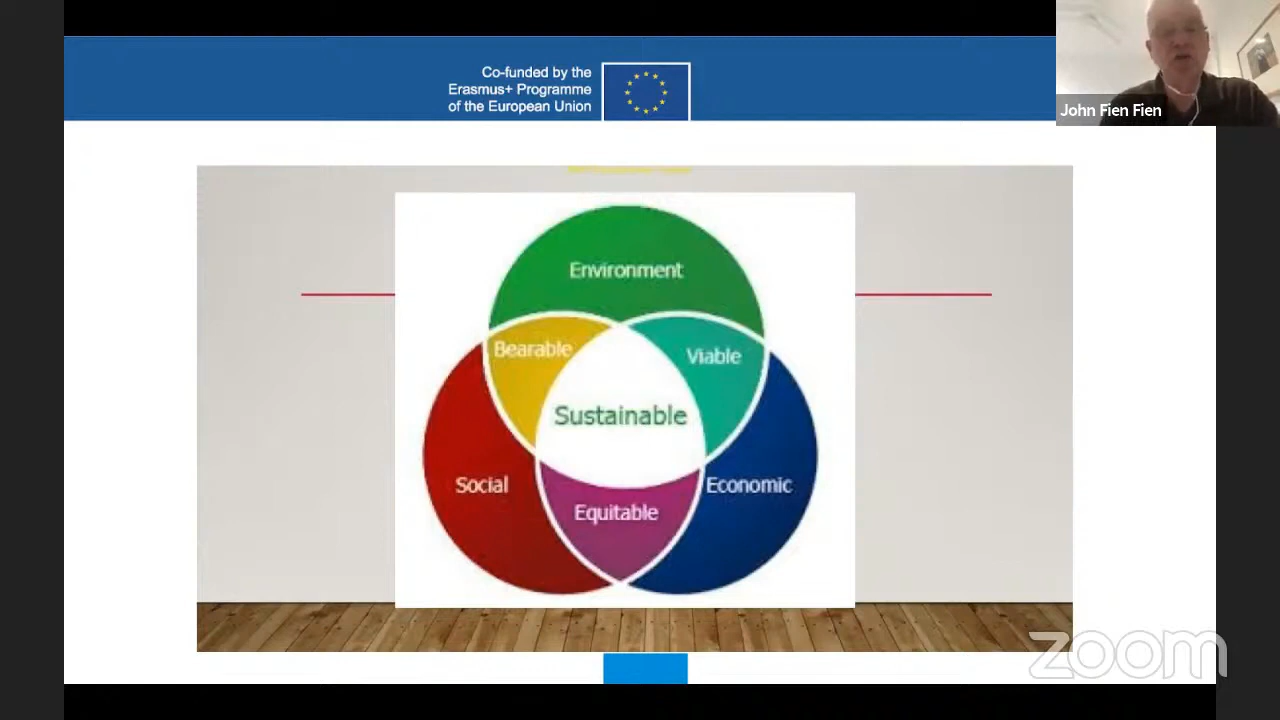 Co-funded by the
Erasmus+ Programme
of the European Union
John Fien Fien
Environment
Bearable
Viable
Sustainable
Social
Economic
Equitable
zoom